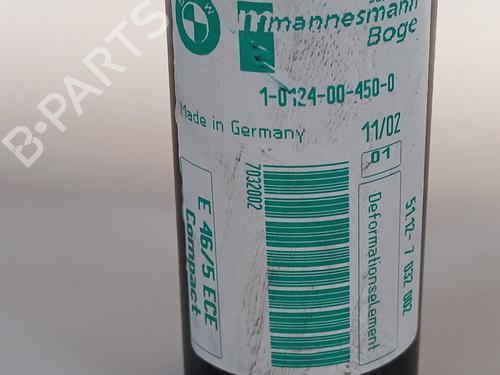 BMW
mannesmann
Boge
1-0124-00-450-0
Made in Germany
11/02
01
7032002
E 46/5 ECE
Compact
Deformationselement
51.12- 7 032 002
B-PARTS